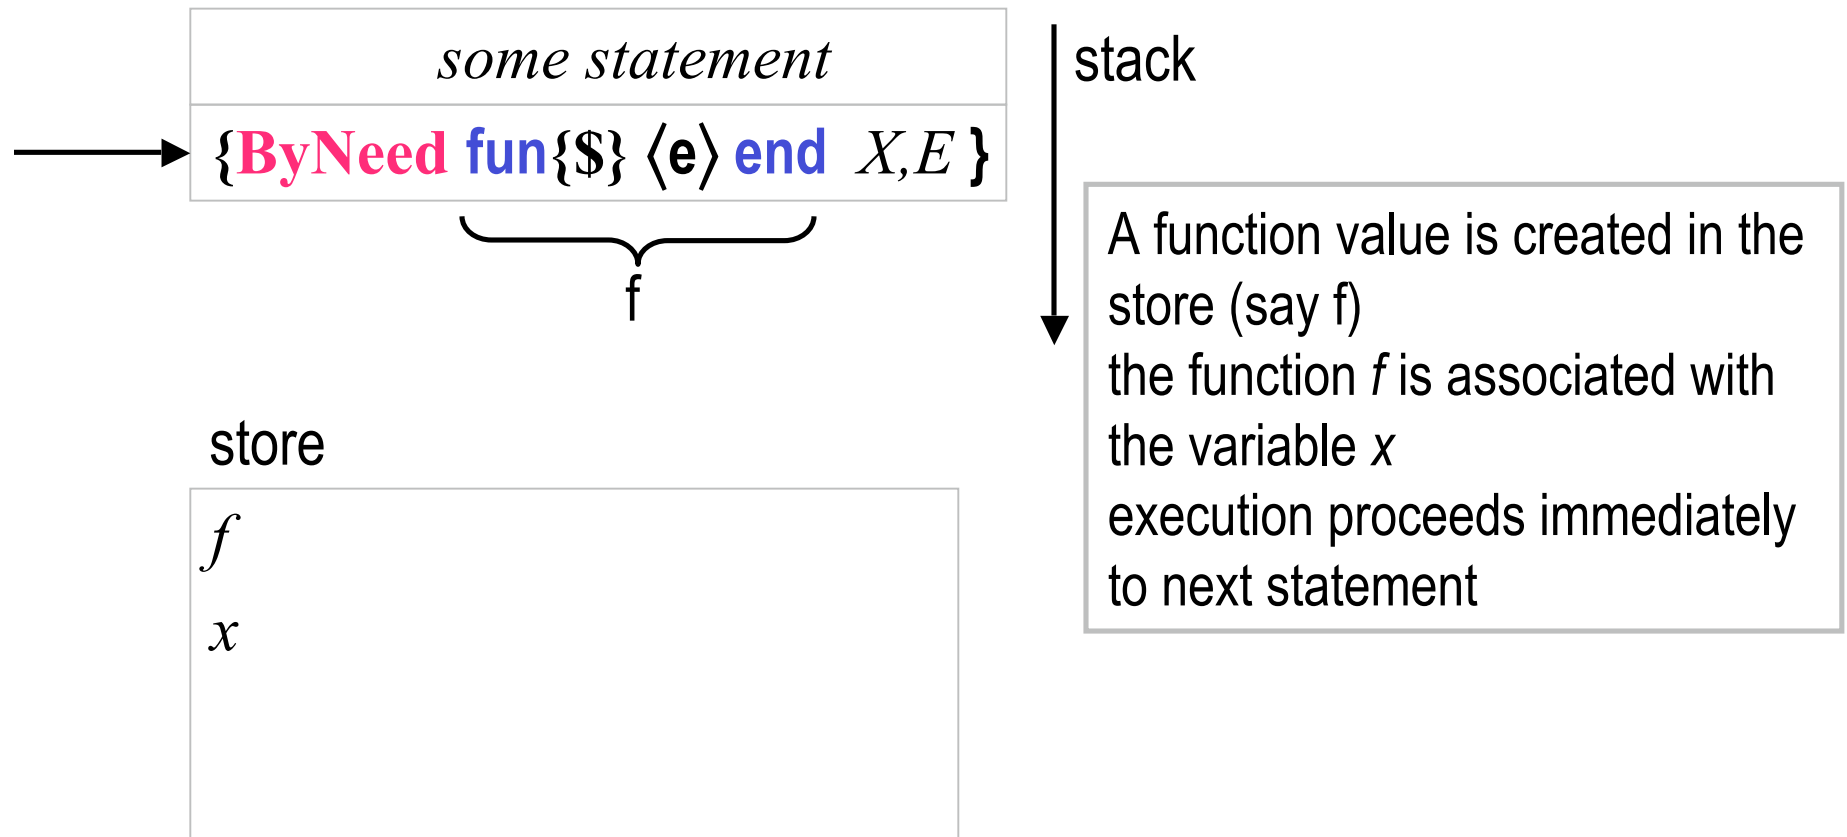 some statement
stack
{ByNeed fun{$} ⟨e⟩ end X,E }
f
A function value is created in the
store (say f)
the function f is associated with
the variable x
execution proceeds immediately
to next statement
store
f
x